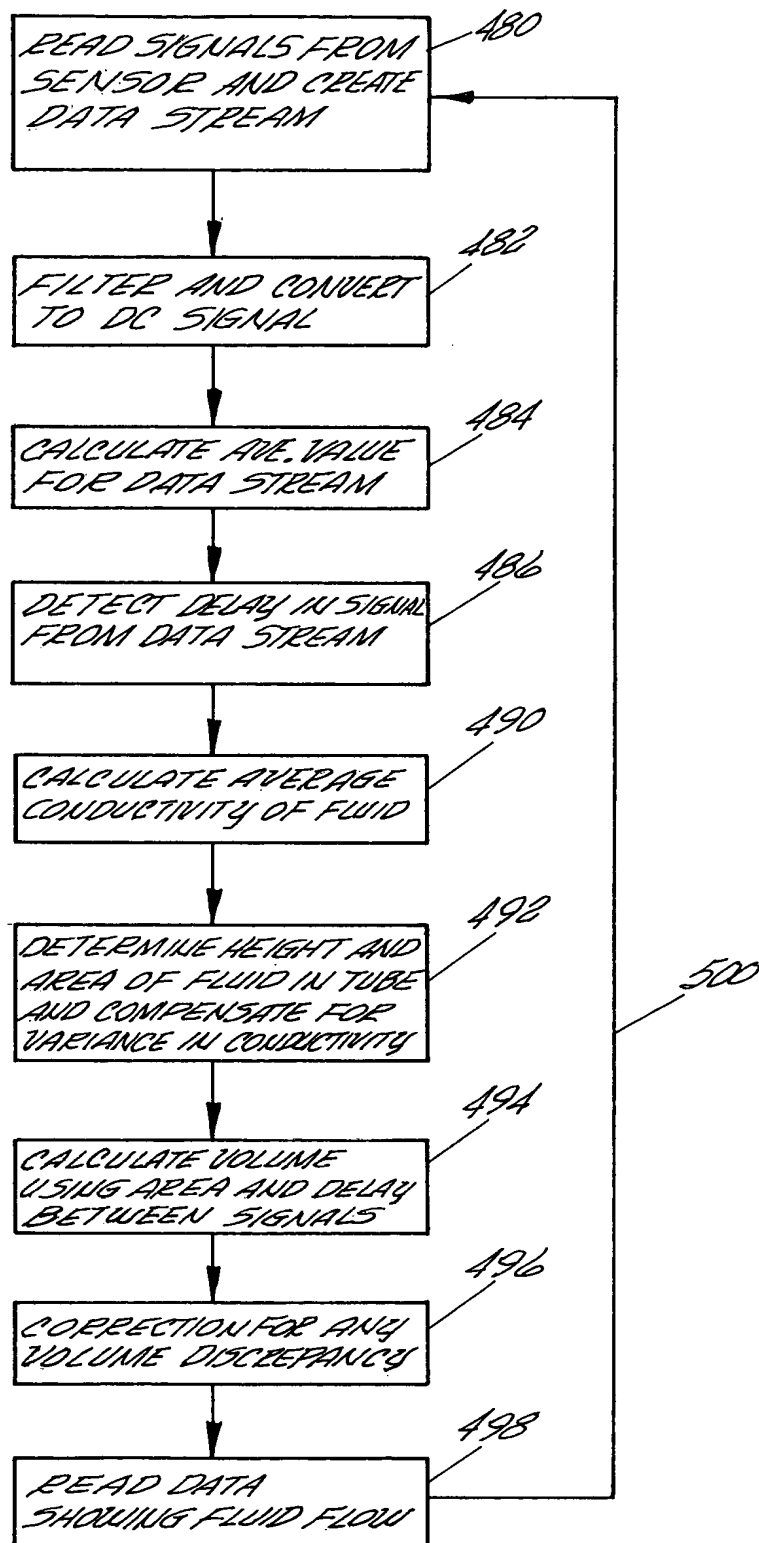 READ SIGNALS FROM
SENSOR AND CREATE
DATA STREAM
480
FILTER AND CONVERT
TO DC SIGNAL
482
CALCULATE AVE. VALUE
FOR DATA STREAM
484
DETECT DELAY IN SIGNAL
FROM DATA STREAM
486
CALCULATE AVERAGE
CONDUCTIVITY OF FLUID
490
DETERMINE HEIGHT AND
AREA OF FLUID IN TUBE
AND COMPENSATE FOR
VARIANCE IN CONDUCTIVITY
492
500
CALCULATE VOLUME
USING AREA AND DELAY
BETWEEN SIGNALS
494
CORRECTION FOR ANY
VOLUME DISCREPANCY
496
READ DATA
SHOWING FLUID FLOW
498